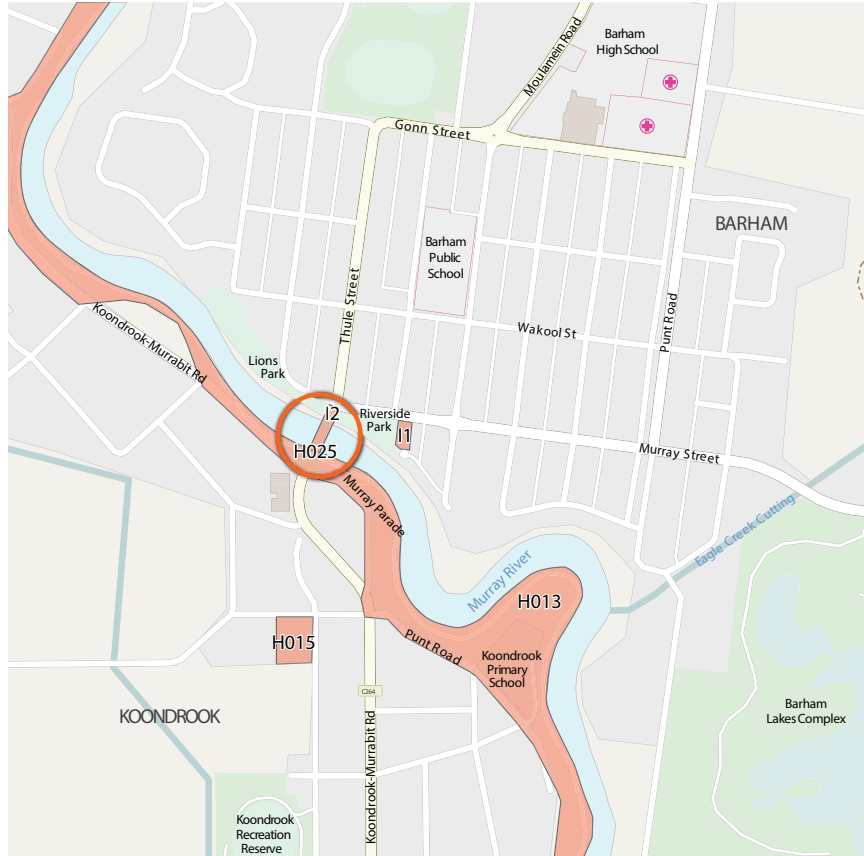 Barham
High School
Moulamein Road
Gonn Street
BARHAM
Barham
Public
School
Thule Street
Punt Road
Koondrook-Murrabit Rd
Wakool St
Lions
Park
I2
Riverside
Park
I1
H025
Murray Street
Murray Parade
Eagle Creek Cutting
Murray River
H013
H015
Punt Road
Koondrook
Primary
School
C264
KOONDROOK
Barham
Lakes Complex
Koondrook-Murrabit Rd
Koondrook
Recreation
Reserve